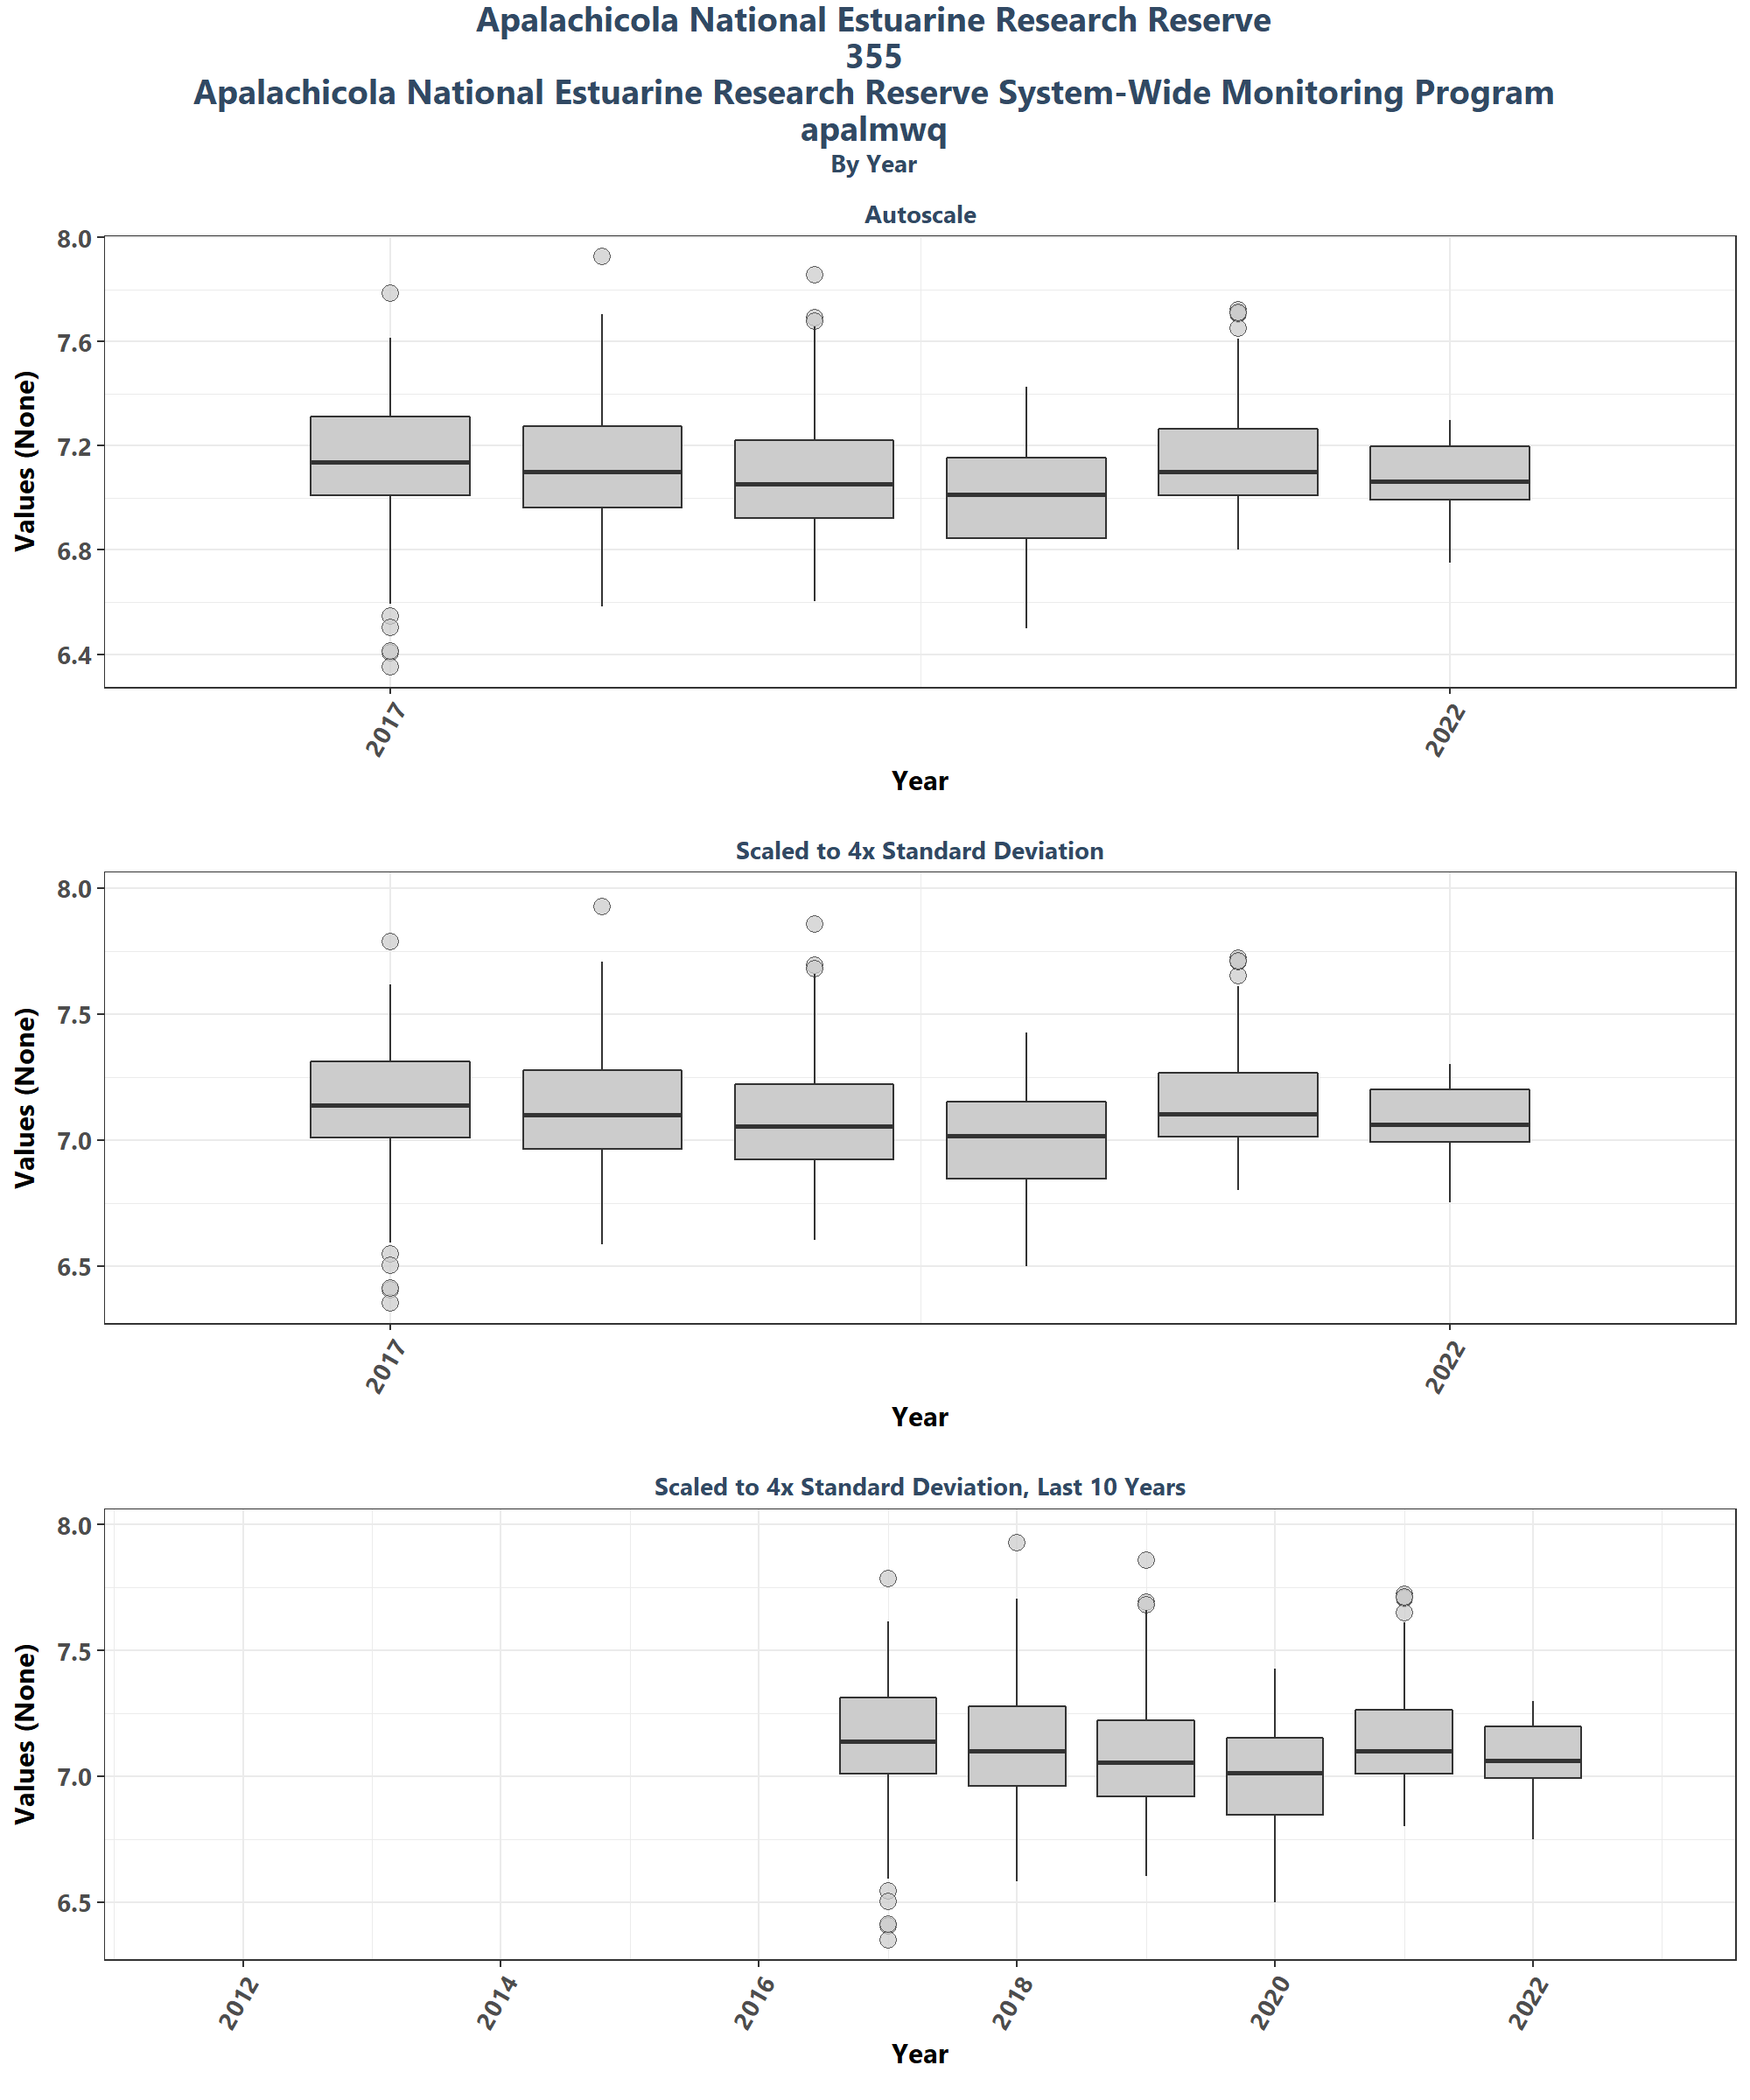 Apalachicola National Estuarine Research Reserve
355
Apalachicola National Estuarine Research Reserve System-Wide Monitoring Program
apalmwq
By Year
Autoscale
8.0
7.6
7.2
6.8
6.4
Values (None)
2017
2022
Year
Scaled to 4x Standard Deviation
8.0
7.5
7.0
6.5
Values (None)
2017
2022
Year
Scaled to 4x Standard Deviation, Last 10 Years
8.0
7.5
7.0
6.5
Values (None)
2012
2014
2016
2018
2020
2022
Year